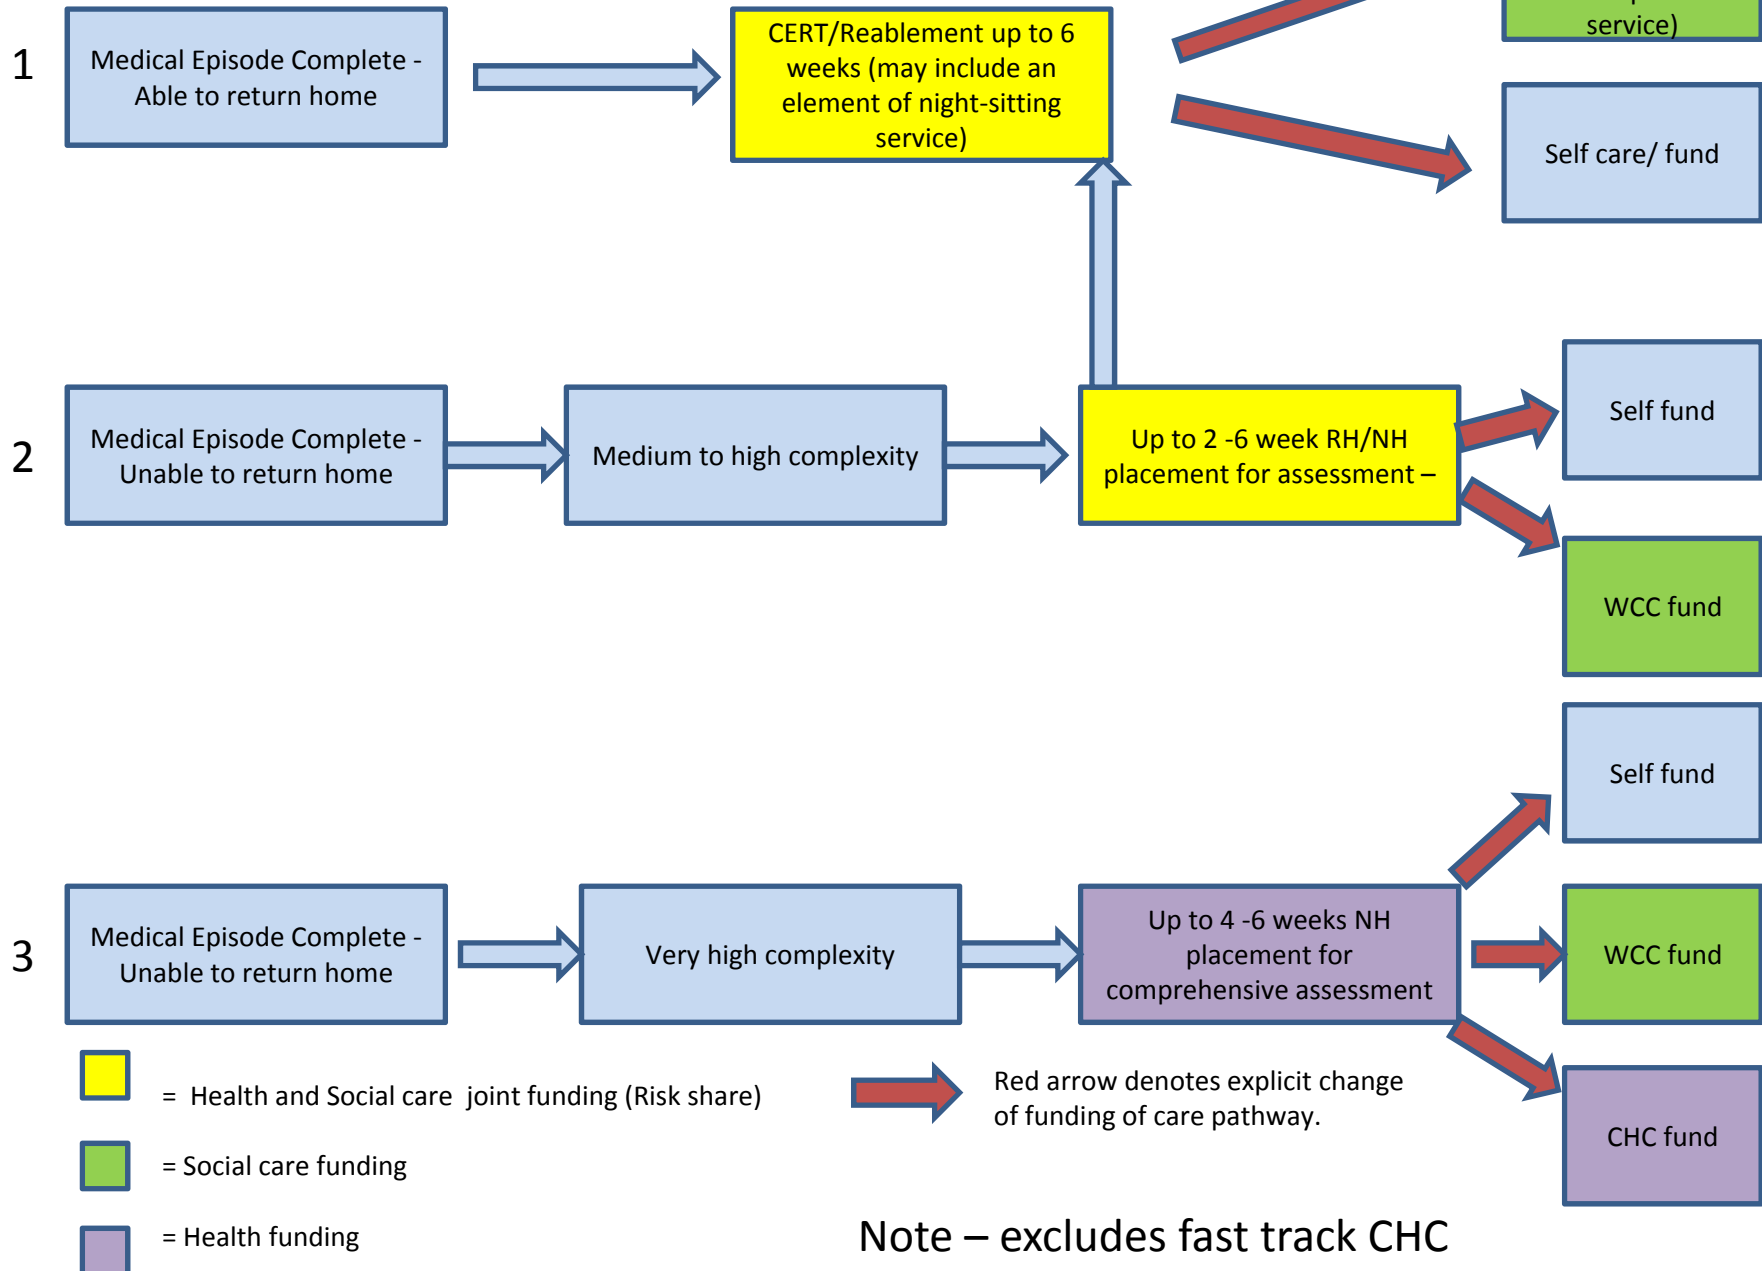 1
Medical Episode Complete -
Able to return home
CERT/Reablement up to 6
weeks (may include an
element of night-sitting
service)
service)
Self care/ fund
2
Medical Episode Complete -
Unable to return home
Medium to high complexity
Up to 2 -6 week RH/NH
placement for assessment –
Self fund
WCC fund
3
Medical Episode Complete -
Unable to return home
Very high complexity
Up to 4 -6 weeks NH
placement for
comprehensive assessment
Self fund
WCC fund
CHC fund
= Health and Social care joint funding (Risk share)
= Social care funding
= Health funding
Red arrow denotes explicit change
of funding of care pathway.
Note – excludes fast track CHC